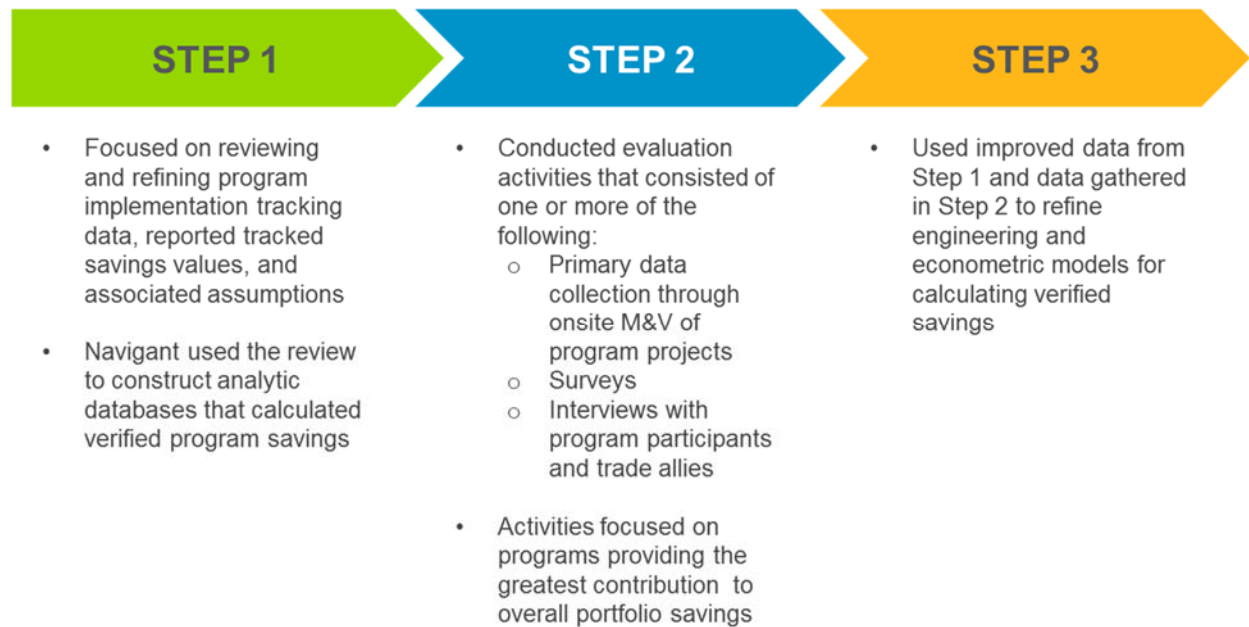 STEP 1
• Focused on reviewing
and refining program
implementation tracking
data, reported tracked
savings values, and
associated assumptions
• Navigant used the review
to construct analytic
databases that calculated
verified program savings
STEP 2
• Conducted evaluation
activities that consisted of
one or more of the
following:
o Primary data
collection through
onsite M&V of
program projects
o Surveys
o Interviews with
program participants
and trade allies
• Activities focused on
programs providing the
greatest contribution to
overall portfolio savings
STEP 3
• Used improved data from
Step 1 and data gathered
in Step 2 to refine
engineering and
econometric models for
calculating verified
savings